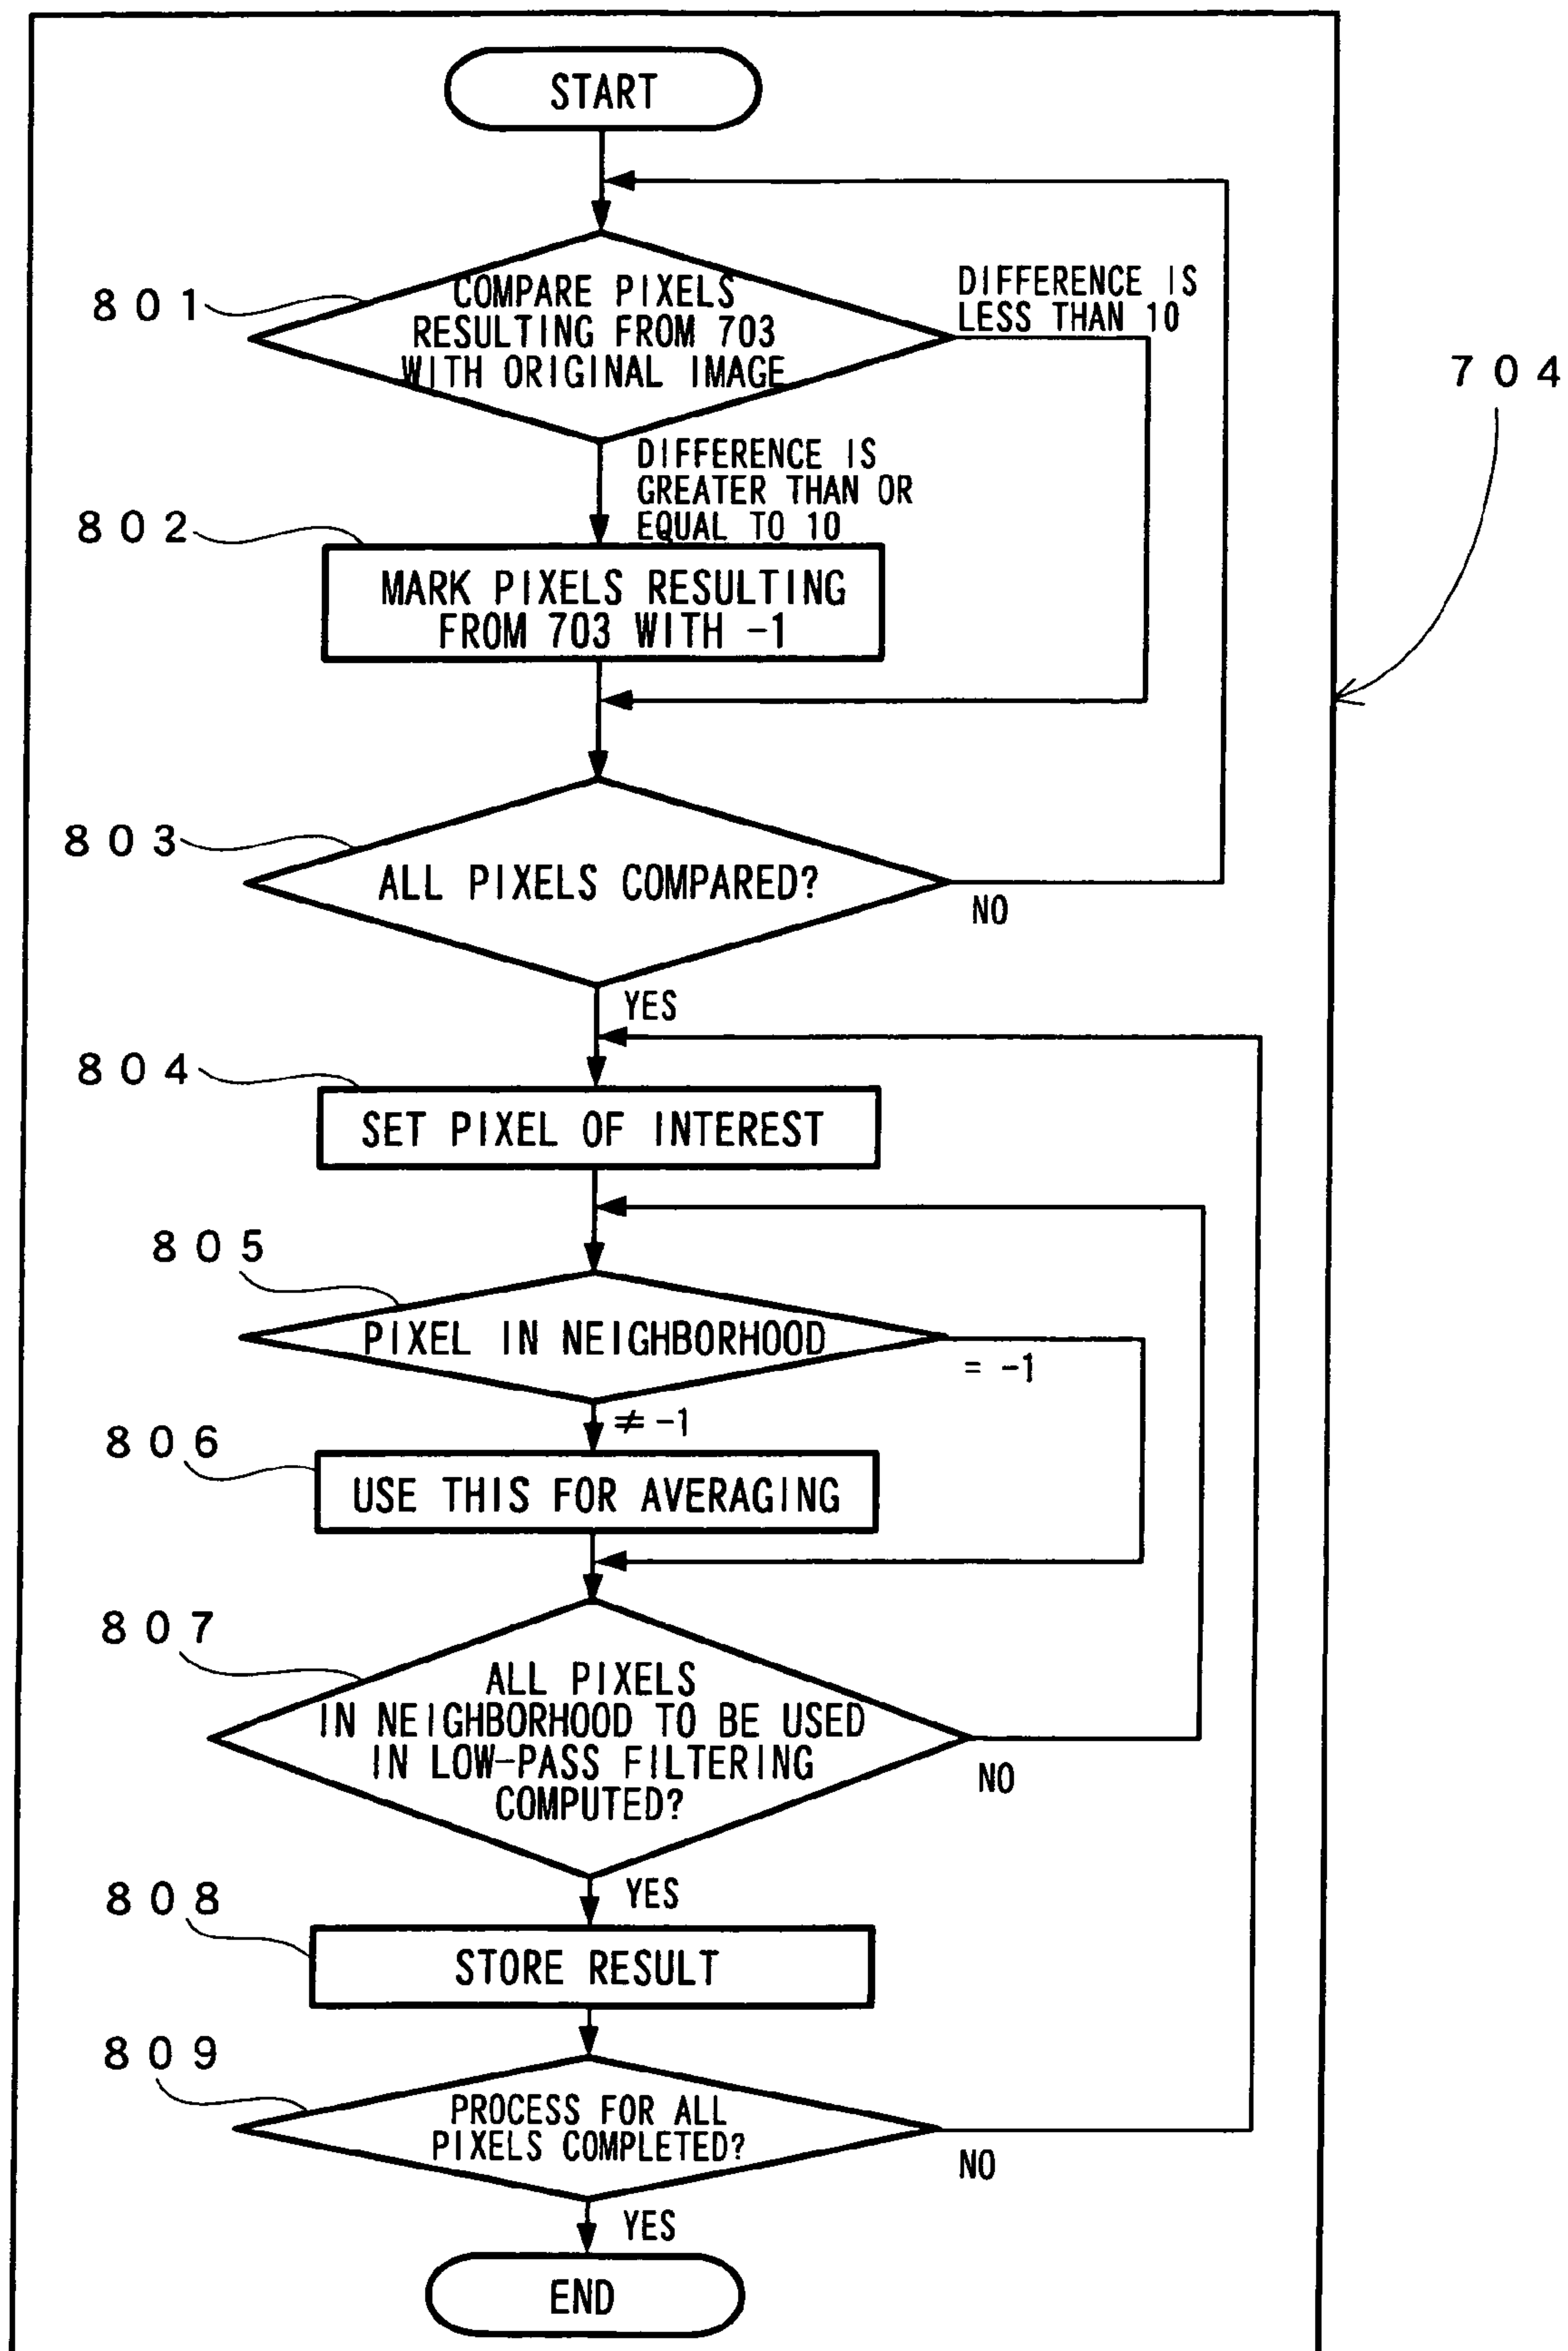 START
801
COMPARE PIXELS
RESULTING FROM 703
WITH ORIGINAL IMAGE
DIFFERENCE IS
LESS THAN 10
704
DIFFERENCE IS
GREATER THAN OR
EQUAL TO 10
802
MARK PIXELS RESULTING
FROM 703 WITH -1
803
ALL PIXELS COMPARED?
NO
YES
804
SET PIXEL OF INTEREST
805
PIXEL IN NEIGHBORHOOD
= -1
≠ -1
806
USE THIS FOR AVERAGING
807
ALL PIXELS
IN NEIGHBORHOOD TO BE USED
IN LOW-PASS FILTERING
COMPUTED?
NO
YES
808
STORE RESULT
809
PROCESS FOR ALL
PIXELS COMPLETED?
NO
YES
END